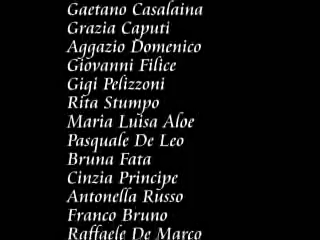 Gaetano Casalaina
Grazia Caputi
Aggazio Domenico
Giovanni Filice
Gigi Pelizzoni
Rita Stumpo
Maria Luisa Aloe
Pasquale De Leo
Bruna Fata
Cinzia Principe
Antonella Russo
Franco Bruno
Raffaele De Marco